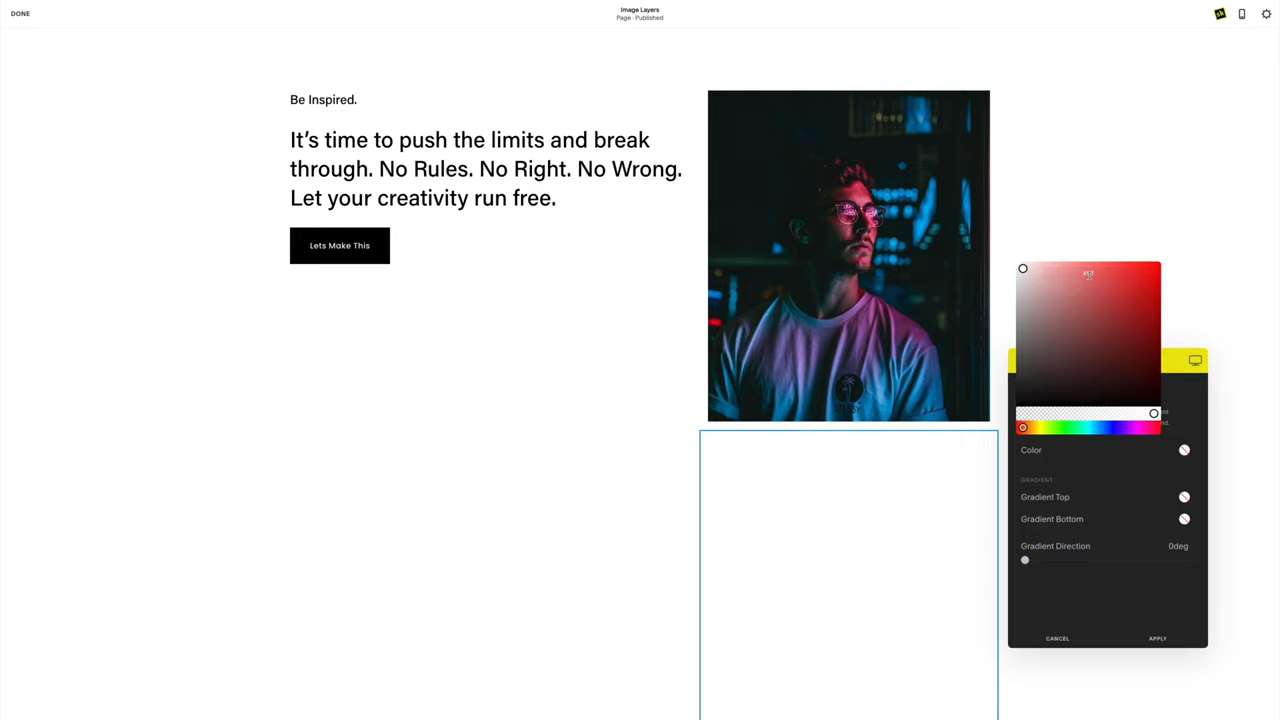 DONE
Image Layers
Page · Published
sk
Be Inspired.
It’s time to push the limits and break
through. No Rules. No Right. No Wrong.
Let your creativity run free.
Lets Make This
Color
GRADIENT
Gradient Top
Gradient Bottom
Gradient Direction 0deg
CANCEL
APPLY